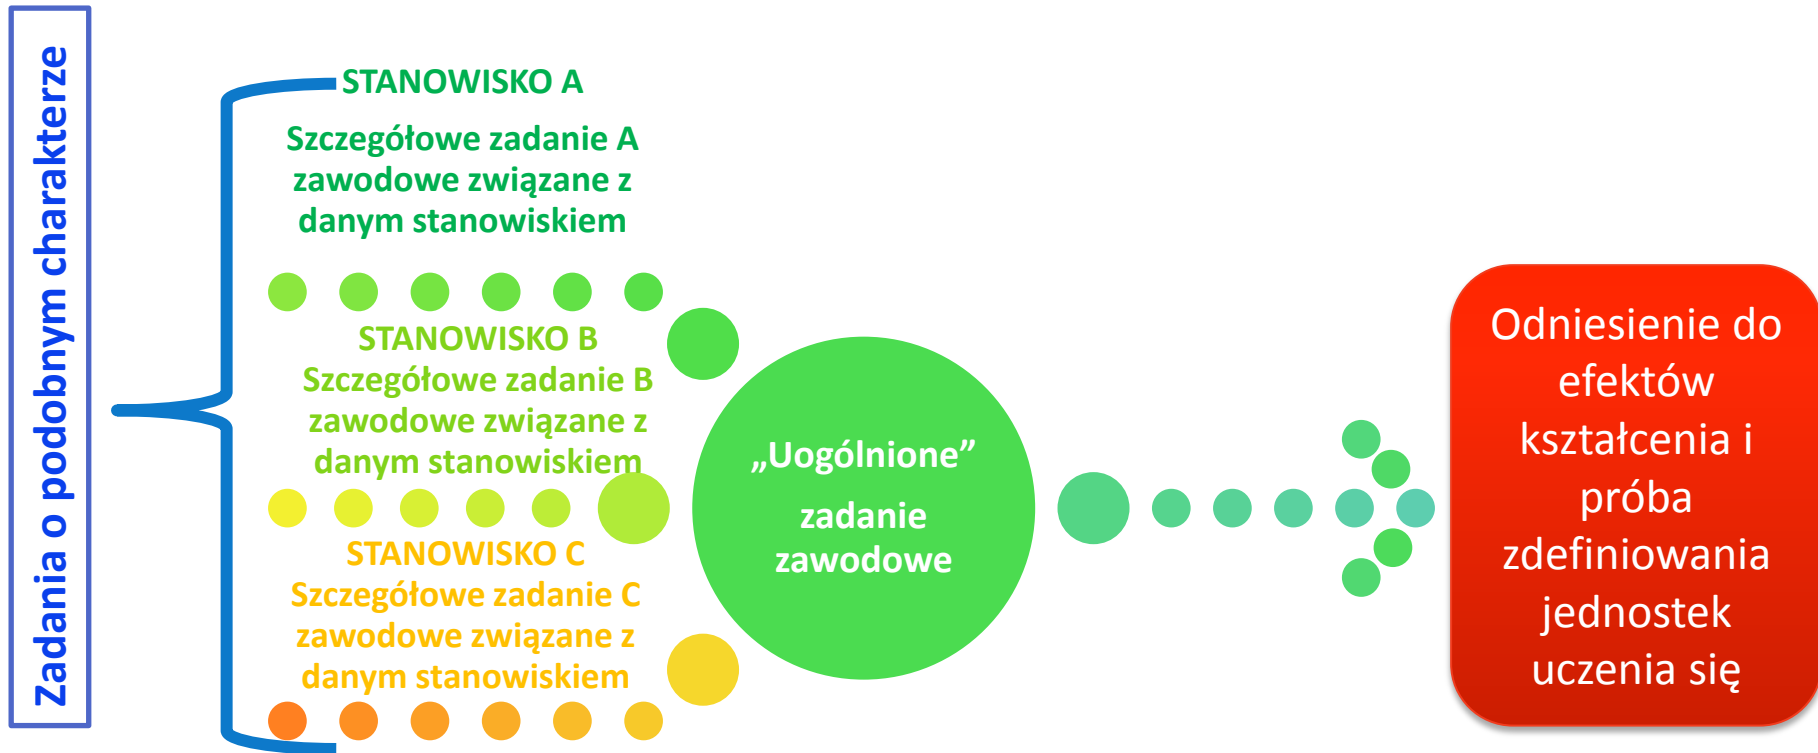 Zadania o podobnym charakterze
STANOWISKO A
Szczegółowe zadanie A
zawodowe związane z
danym stanowiskiem
STANOWISKO B
Szczegółowe zadanie B
zawodowe związane z
danym stanowiskiem
STANOWISKO C
Szczegółowe zadanie C
zawodowe związane z
danym stanowiskiem
„Uogólnione”
zadanie
zawodowe
Odniesienie do
efektów
kształcenia i
próba
zdefiniowania
jednostek
uczenia się